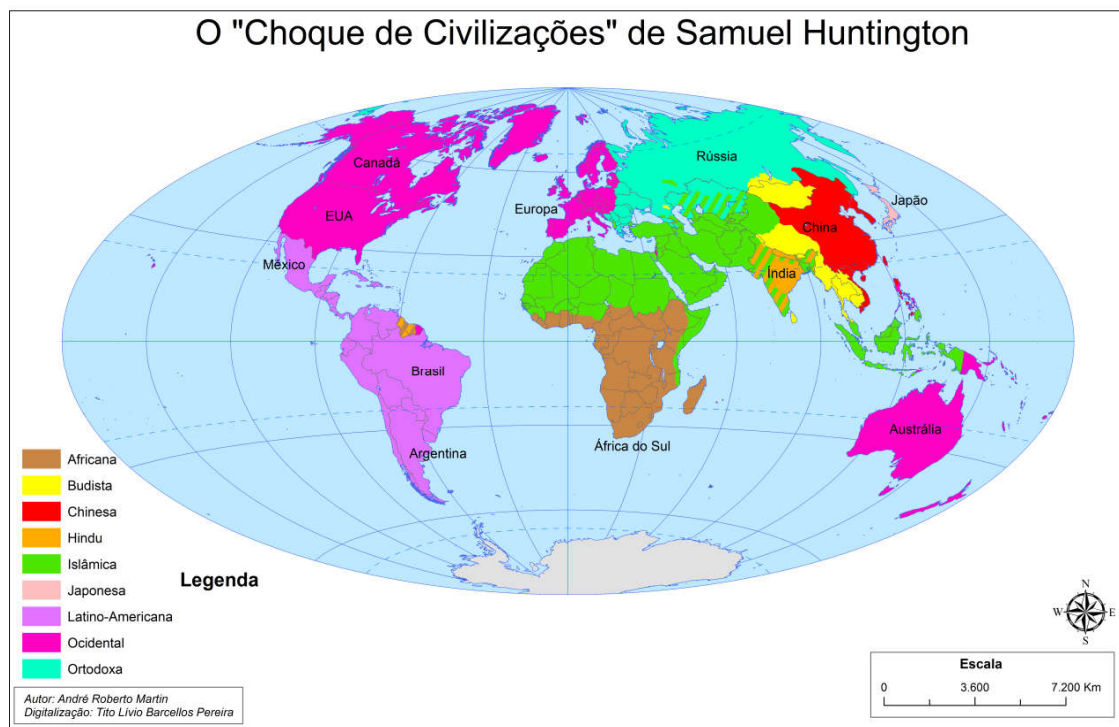 O "Choque de Civilizações" de Samuel Huntington
Canadá
Rússia
EUA
Europa
Japão
China
México
Índia
Brasil
Austrália
Argentina
África do Sul
Africana
Budista
Chinesa
Hindu
Islâmica
Japonesa
Latino-Americana
Ocidental
Ortodoxa
Legenda
N
W E
S
Escala
0 3.600 7.200 Km
Autor: André Roberto Martin
Digitalização: Tito Lívio Barcellos Pereira